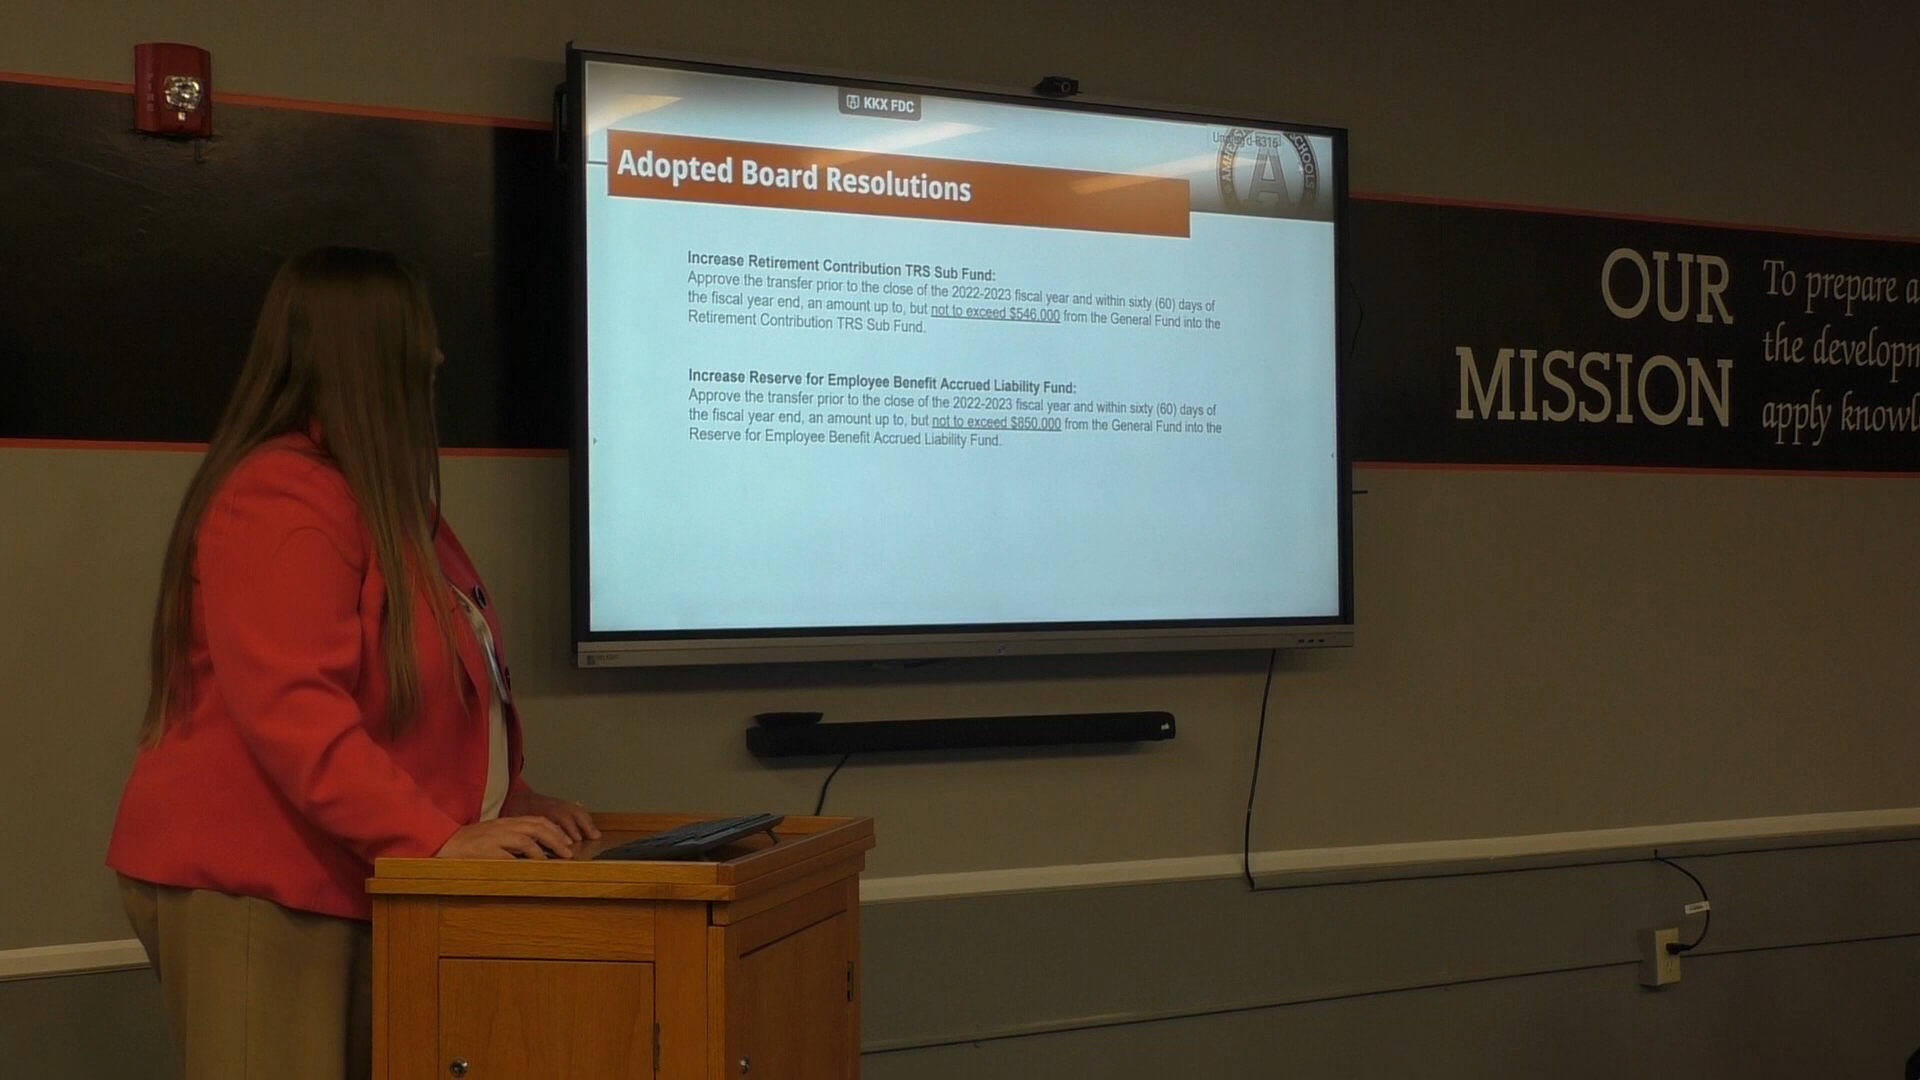 FIRE
KKX FDC
Adopted Board Resolutions
SCHOOLS
A
Increase Retirement Contribution TRS Sub Fund:
Approve the transfer prior to the close of the 2022-2023 fiscal year and within sixty (60) days of
the fiscal year end, an amount up to, but not to exceed $546,000 from the General Fund into the
Retirement Contribution TRS Sub Fund.
Increase Reserve for Employee Benefit Accrued Liability Fund:
Approve the transfer prior to the close of the 2022-2023 fiscal year and within sixty (60) days of
the fiscal year end, an amount up to, but not to exceed $850,000 from the General Fund into the
Reserve for Employee Benefit Accrued Liability Fund.
OUR
MISSION
To prepare a
the developm
apply knowl